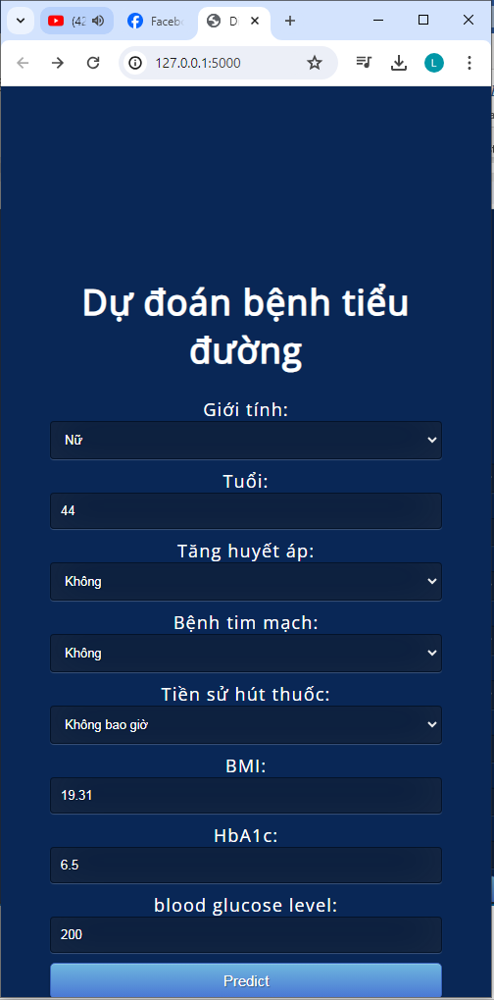 (42
Facebo
Di
127.0.0.1:5000
L
Dự đoán bệnh tiểu
đường
Giới tính:
Nữ
Tuổi:
44
Tăng huyết áp:
Không
Bệnh tim mạch:
Không
Tiền sử hút thuốc:
Không bao giờ
BMI:
19.31
HbA1c:
6.5
blood glucose level:
200
Predict